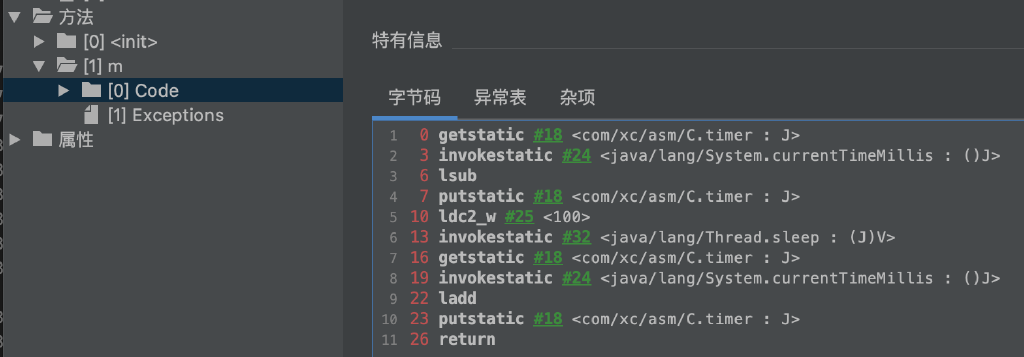 方法
[0] <init>
[1] m
[0] Code
[1] Exceptions
属性
特有信息
字节码 异常表 杂项
1 0 getstatic #18 <com/xc/asm/C.timer : J>
2 3 invokestatic #24 <java/lang/System.currentTimeMillis : ()J>
3 6 lsub
4 7 putstatic #18 <com/xc/asm/C.timer : J>
5 10 ldc2_w #25 <100>
6 13 invokestatic #32 <java/lang/Thread.sleep : (J)V>
7 16 getstatic #18 <com/xc/asm/C.timer : J>
8 19 invokestatic #24 <java/lang/System.currentTimeMillis : ()J>
9 22 ladd
10 23 putstatic #18 <com/xc/asm/C.timer : J>
11 26 return